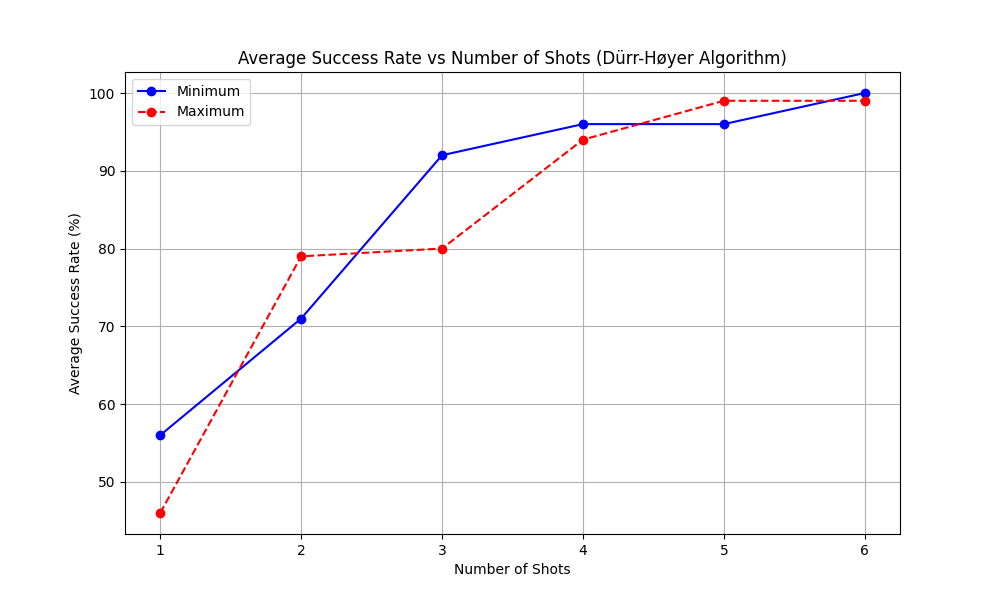 Average Success Rate vs Number of Shots (Dürr-Høyer Algorithm)
Minimum
Maximum
100
90
80
70
60
50
Average Success Rate (%)
1 2 3 4 5 6
Number of Shots